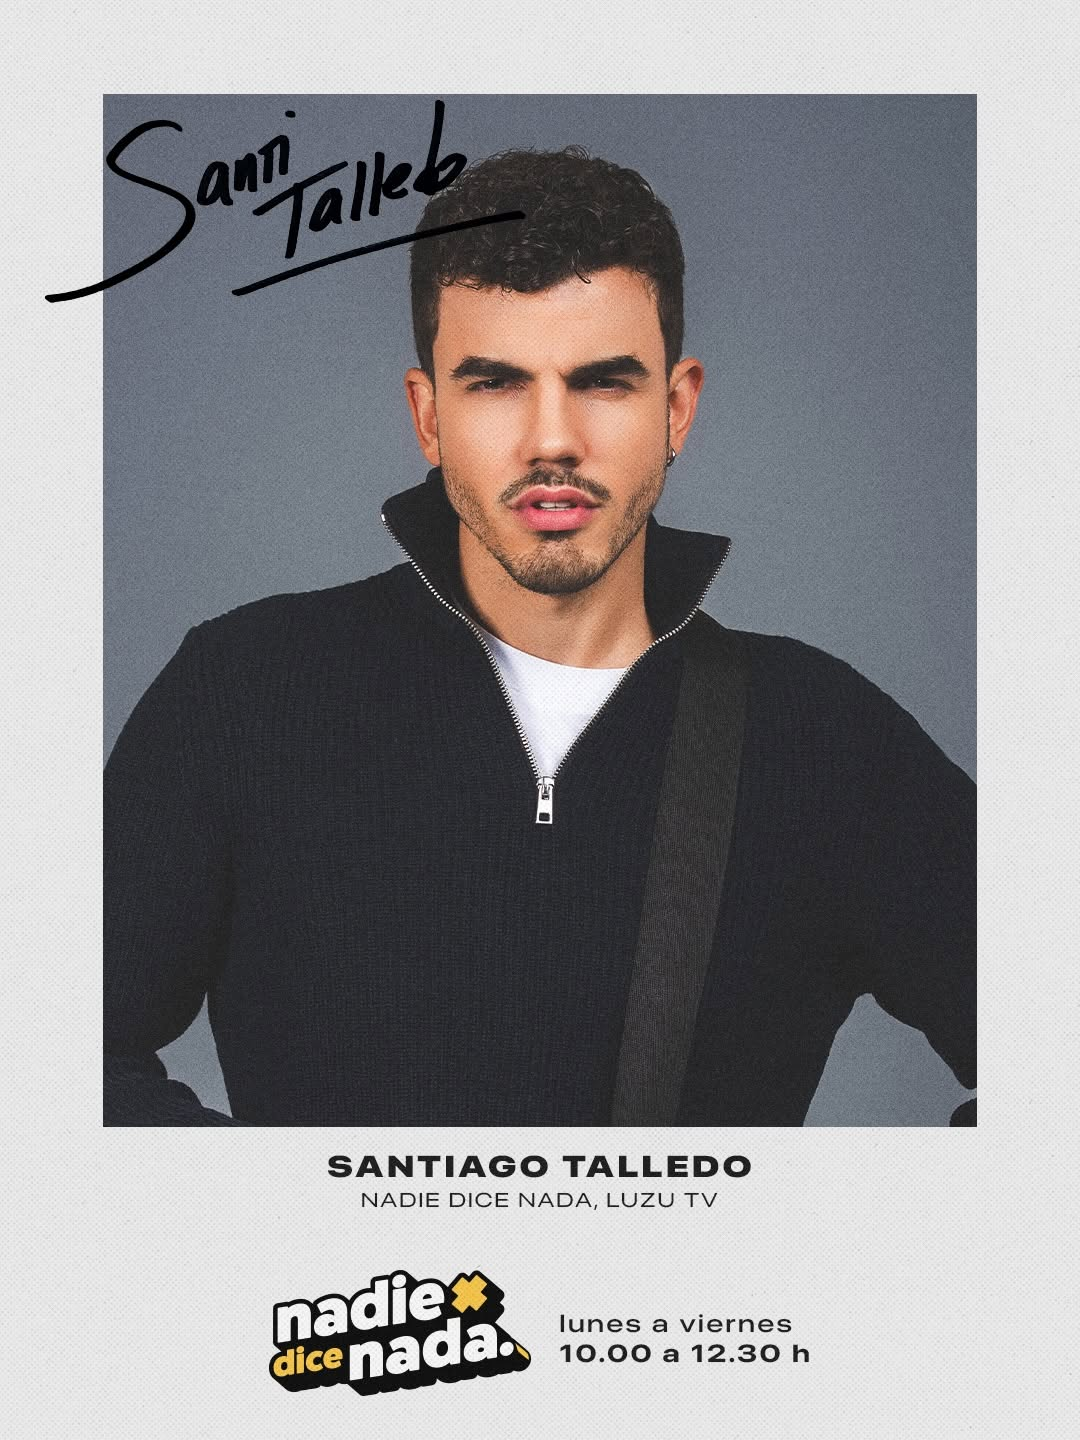 Santi
Talledo
SANTIAGO TALLEDO
NADIE DICE NADA, LUZU TV
nadie
dice nada.
lunes a viernes
10.00 a 12.30 h